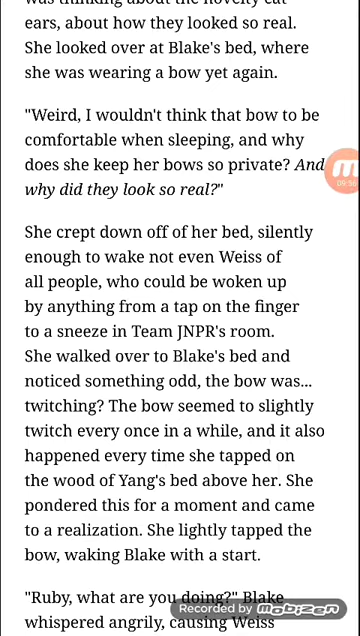 was thinking about the novelty cat
ears, about how they looked so real.
She looked over at Blake's bed, where
she was wearing a bow yet again.
"Weird, I wouldn't think that bow to be
comfortable when sleeping, and why
does she keep her bows so private? And
why did they look so real?"
09:56
She crept down off of her bed, silently
enough to wake not even Weiss of
all people, who could be woken up
by anything from a tap on the finger
to a sneeze in Team JNPR's room.
She walked over to Blake's bed and
noticed something odd, the bow was...
twitching? The bow seemed to slightly
twitch every once in a while, and it also
happened every time she tapped on
the wood of Yang's bed above her. She
pondered this for a moment and came
to a realization. She lightly tapped the
bow, waking Blake with a start.
"Ruby, what are you doing?" Blake
whispered angrily, causing Weiss
Recorded by mobizen